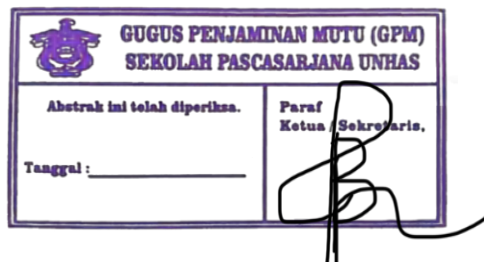 GUGUS PENJAMINAN MUTU (GPM)
SEKOLAH PASCASARJANA UNHAS
Abstrak ini telah diperiksa.
Paraf
Ketua / Sekretaris,
Tanggal :